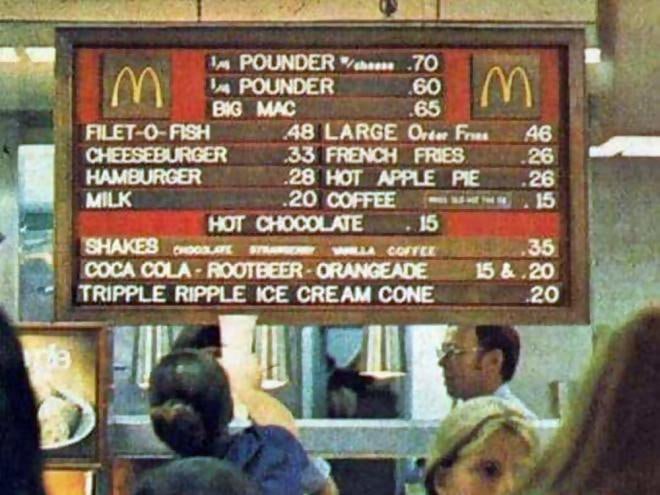 1/4 POUNDER w/cheese .70
1/4 POUNDER .60
BIG MAC .65
FILET-O-FISH .48 LARGE Order Fries .46
CHEESEBURGER .33 FRENCH FRIES .26
HAMBURGER .28 HOT APPLE PIE .26
MILK .20 COFFEE .15
HOT CHOCOLATE .15
SHAKES CHOCOLATE STRAWBERRY VANILLA COFFEE .35
COCA COLA - ROOTBEER - ORANGEADE 15 & .20
TRIPPLE RIPPLE ICE CREAM CONE .20